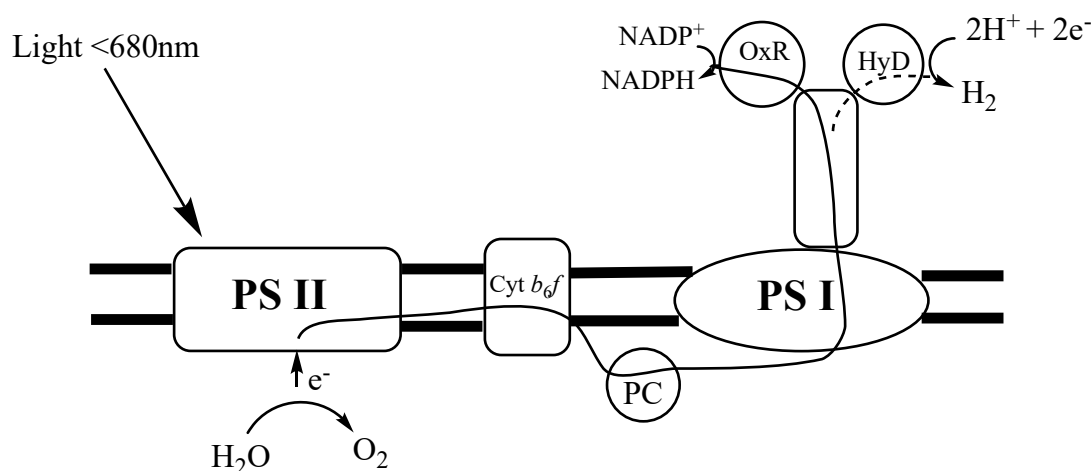 Light <680nm
NADP⁺
NADPH
OxR
HyD
2H⁺ + 2e⁻
H₂
PS II
Cyt b₆f
PS I
PC
e⁻
H₂O
O₂